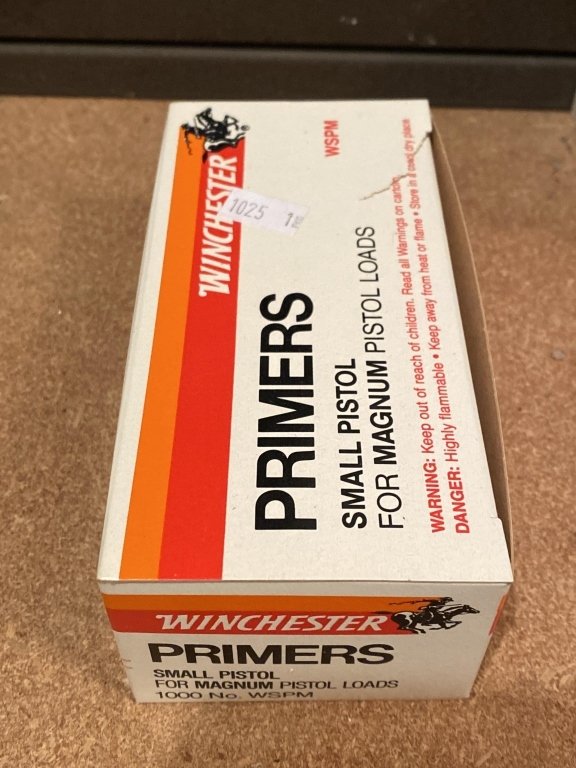 WINCHESTER
1025
WSPM
PRIMERS
SMALL PISTOL
FOR MAGNUM PISTOL LOADS
WARNING: Keep out of reach of children. Read all Warnings on carton.
DANGER: Highly flammable • Keep away from heat or flame • Store in a cool dry place
WINCHESTER
PRIMERS
SMALL PISTOL
FOR MAGNUM PISTOL LOADS
1000 No. WSPM